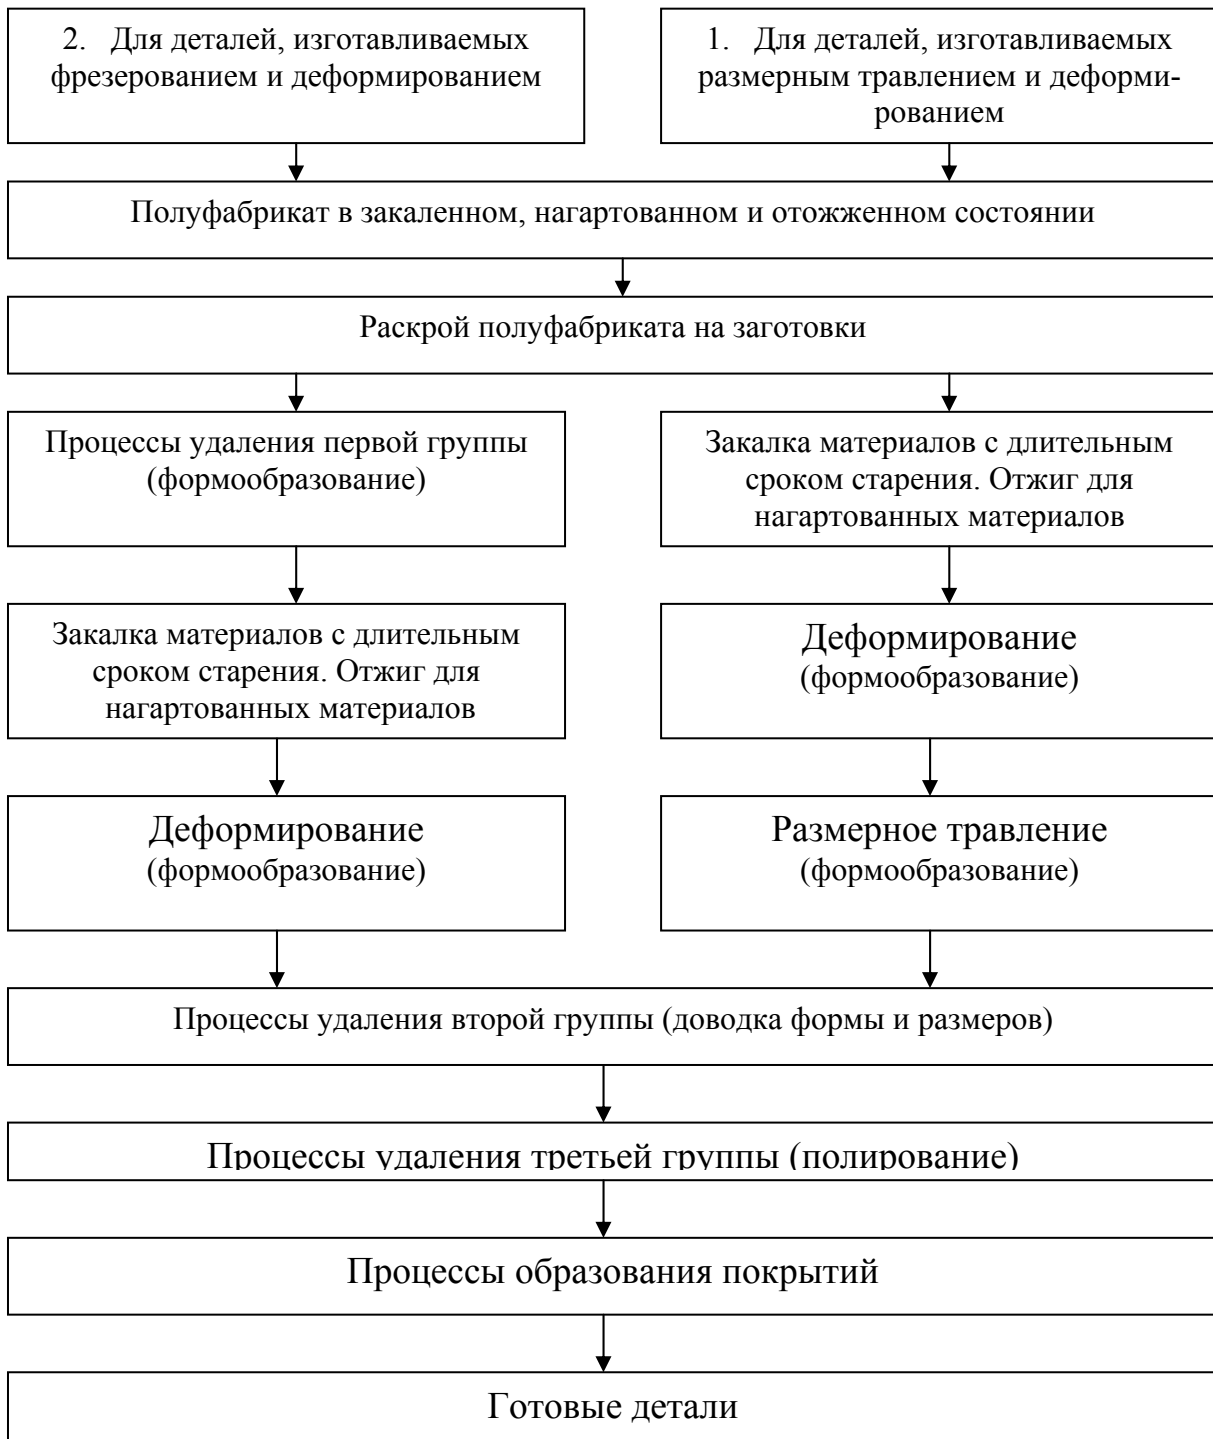 2. Для деталей, изготавливаемых
фрезерованием и деформированием
1. Для деталей, изготавливаемых
размерным травлением и деформи-
рованием
Полуфабрикат в закаленном, нагартованном и отожженном состоянии
Раскрой полуфабриката на заготовки
Процессы удаления первой группы
(формообразование)
Закалка материалов с длительным
сроком старения. Отжиг для
нагартованных материалов
Закалка материалов с длительным
сроком старения. Отжиг для
нагартованных материалов
Деформирование
(формообразование)
Деформирование
(формообразование)
Размерное травление
(формообразование)
Процессы удаления второй группы (доводка формы и размеров)
Процессы удаления третьей группы (полирование)
Процессы образования покрытий
Готовые детали